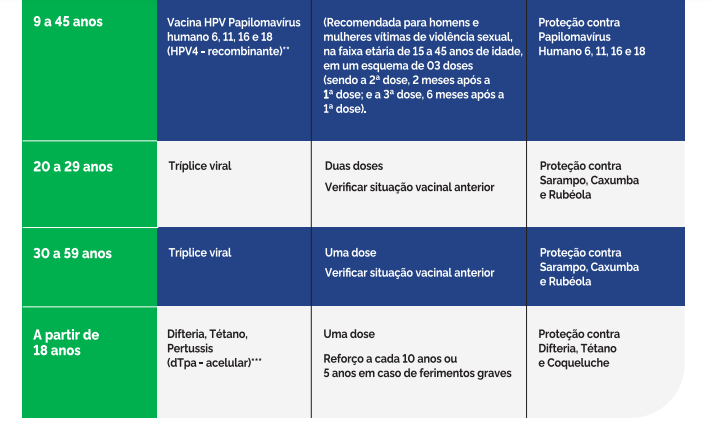 9 a 45 anos
Vacina HPV Papilomavírus
humano 6, 11, 16 e 18
(HPV4 - recombinante)**
(Recomendada para homens e
mulheres vítimas de violência sexual,
na faixa etária de 15 a 45 anos de idade,
em um esquema de 03 doses
(sendo a 2ª dose, 2 meses após a
1ª dose; e a 3ª dose, 6 meses após a
1ª dose).
Proteção contra
Papilomavírus
Humano 6, 11, 16 e 18
20 a 29 anos
Tríplice viral
Duas doses
Verificar situação vacinal anterior
Proteção contra
Sarampo, Caxumba
e Rubéola
30 a 59 anos
Tríplice viral
Uma dose
Verificar situação vacinal anterior
Proteção contra
Sarampo, Caxumba
e Rubéola
A partir de
18 anos
Difteria, Tétano,
Pertussis
(dTpa - acelular)***
Uma dose
Reforço a cada 10 anos ou
5 anos em caso de ferimentos graves
Proteção contra
Difteria, Tétano
e Coqueluche